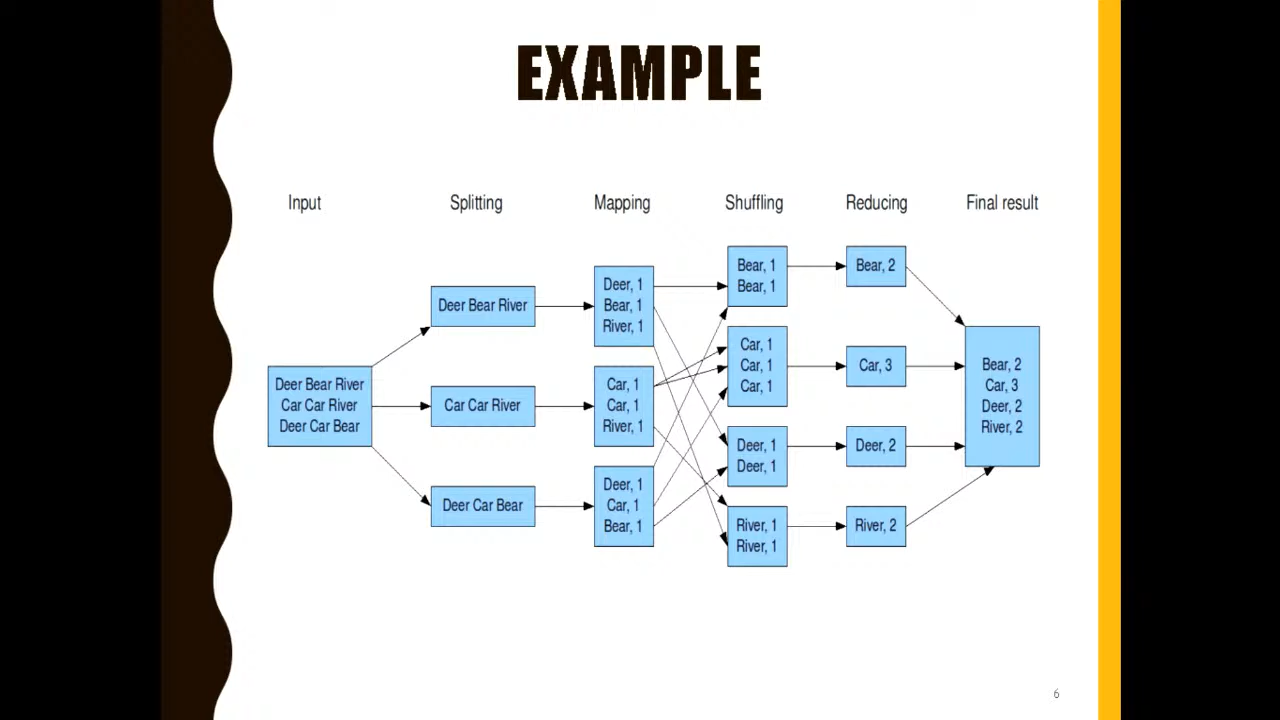 EXAMPLE
Input
Splitting
Mapping
Shuffling
Reducing
Final result
Deer Bear River
Car Car River
Deer Car Bear
Deer Bear River
Car Car River
Deer Car Bear
Deer, 1
Bear, 1
River, 1
Car, 1
Car, 1
River, 1
Deer, 1
Car, 1
Bear, 1
Bear, 1
Bear, 1
Car, 1
Car, 1
Car, 1
Deer, 1
Deer, 1
River, 1
River, 1
Bear, 2
Car, 3
Deer, 2
River, 2
Bear, 2
Car, 3
Deer, 2
River, 2
6